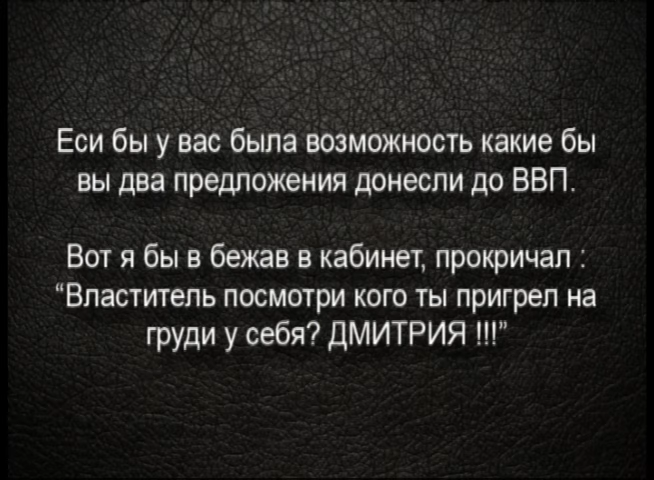 Еси бы у вас была возможность какие бы
вы два предложения донесли до ВВП.
Вот я бы в бежав в кабинет, прокричал :
“Властитель посмотри кого ты пригрел на
груди у себя? ДМИТРИЯ !!!”